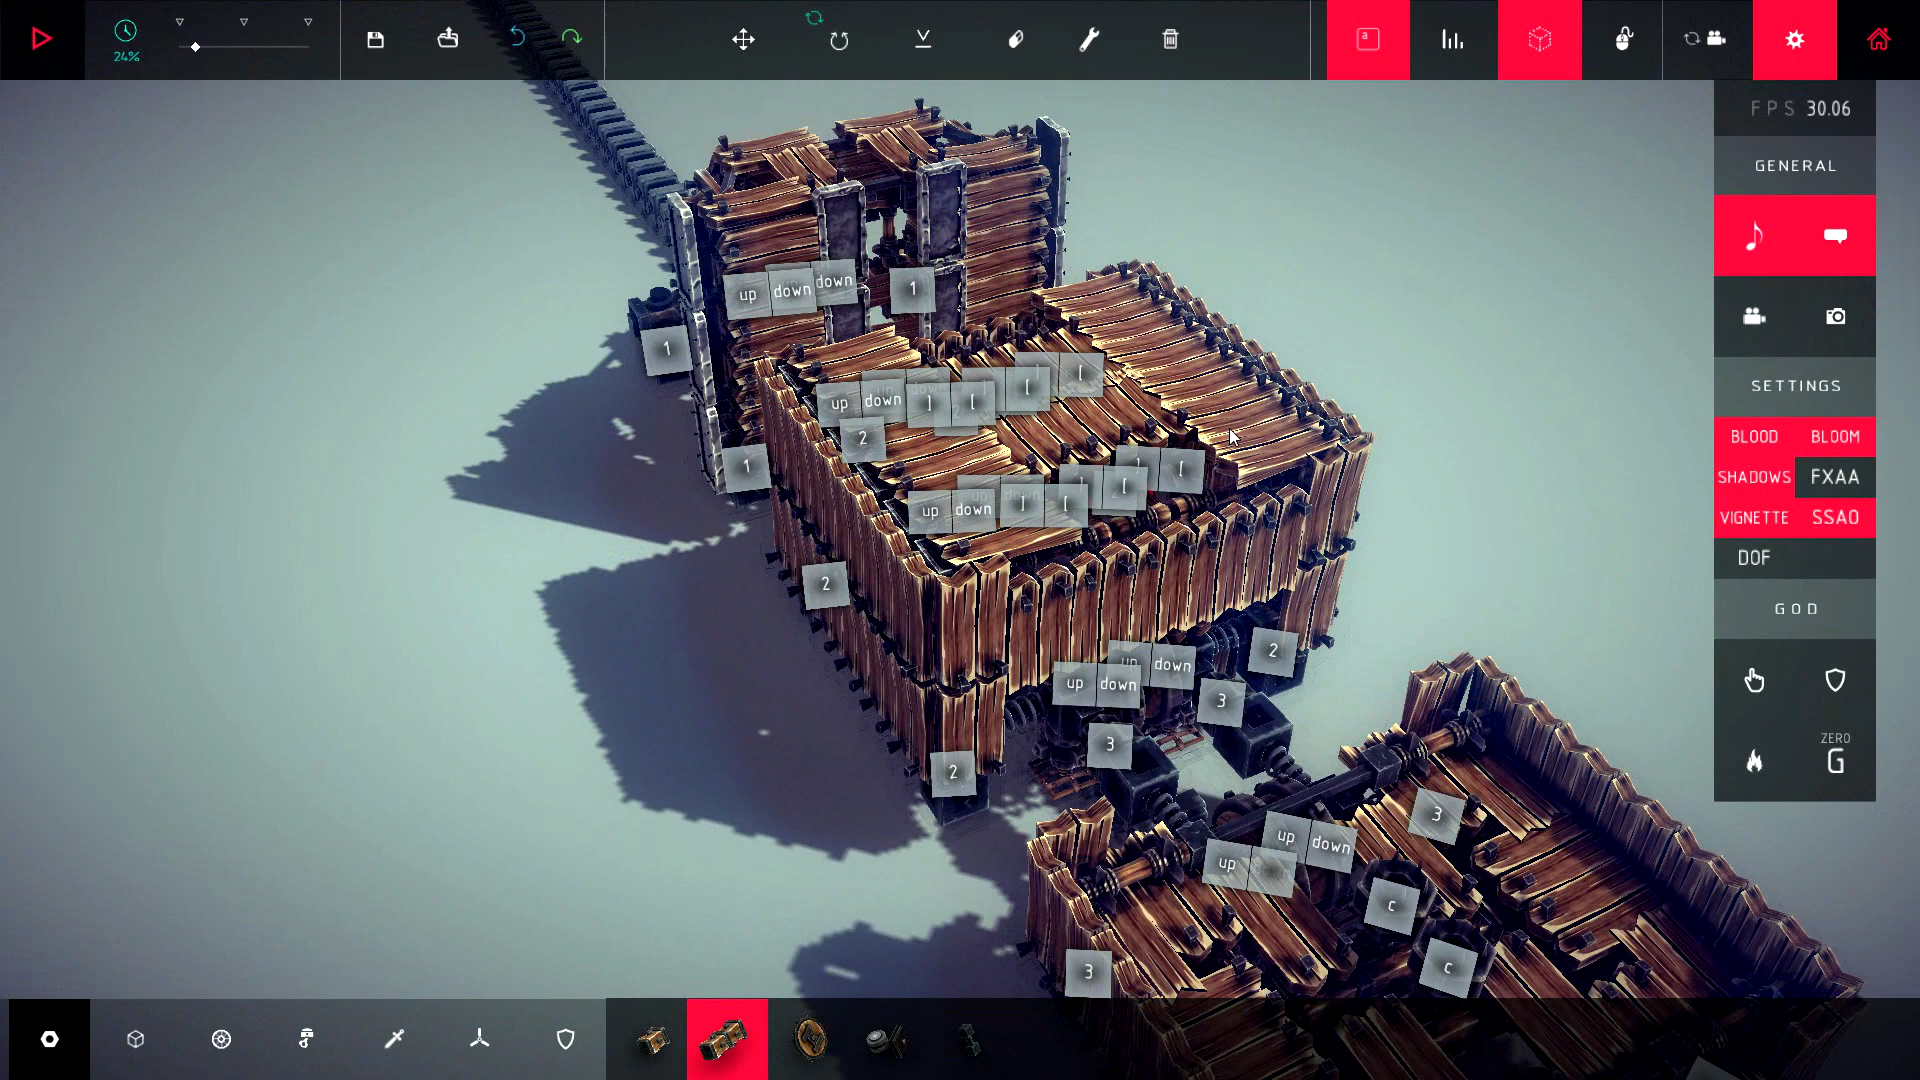 24%
a
FPS 30.06
GENERAL
SETTINGS
BLOOD BLOOM
SHADOWS FXAA
VIGNETTE SSAO
DOF
GOD
ZERO
G
up down down 1
1
[
[
up down ] [
2
1
[
[
up down ] [
2
2
up down
up down
3
3
2
3
up down
up
c
c
3